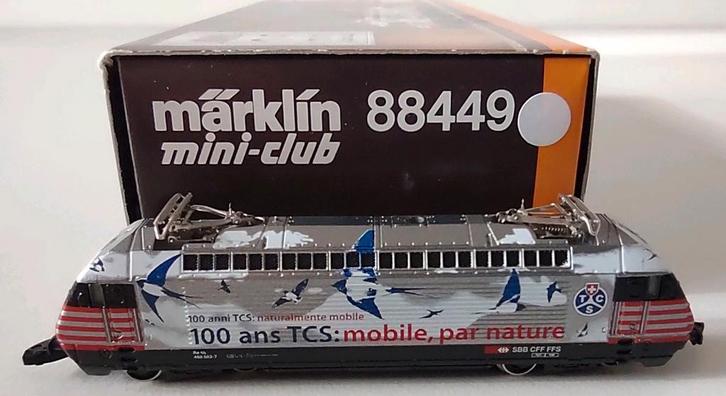 märklin 88449
mini-club
100 anni TCS: naturalmente mobile
100 ans TCS: mobile, par nature
TCS
SBB CFF FFS